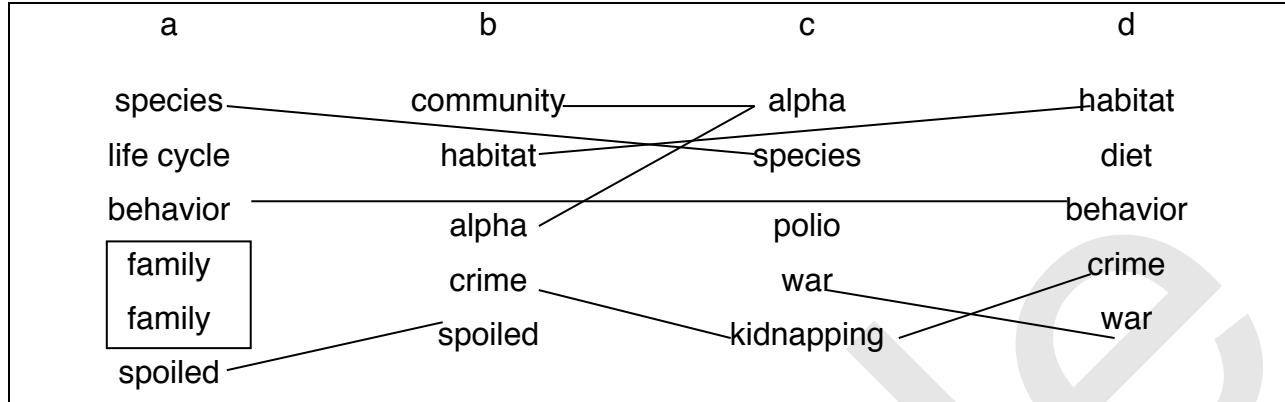 a b c d
species community alpha habitat
life cycle habitat species diet
behavior alpha polio behavior
family crime war crime
family spoiled kidnapping war
spoiled